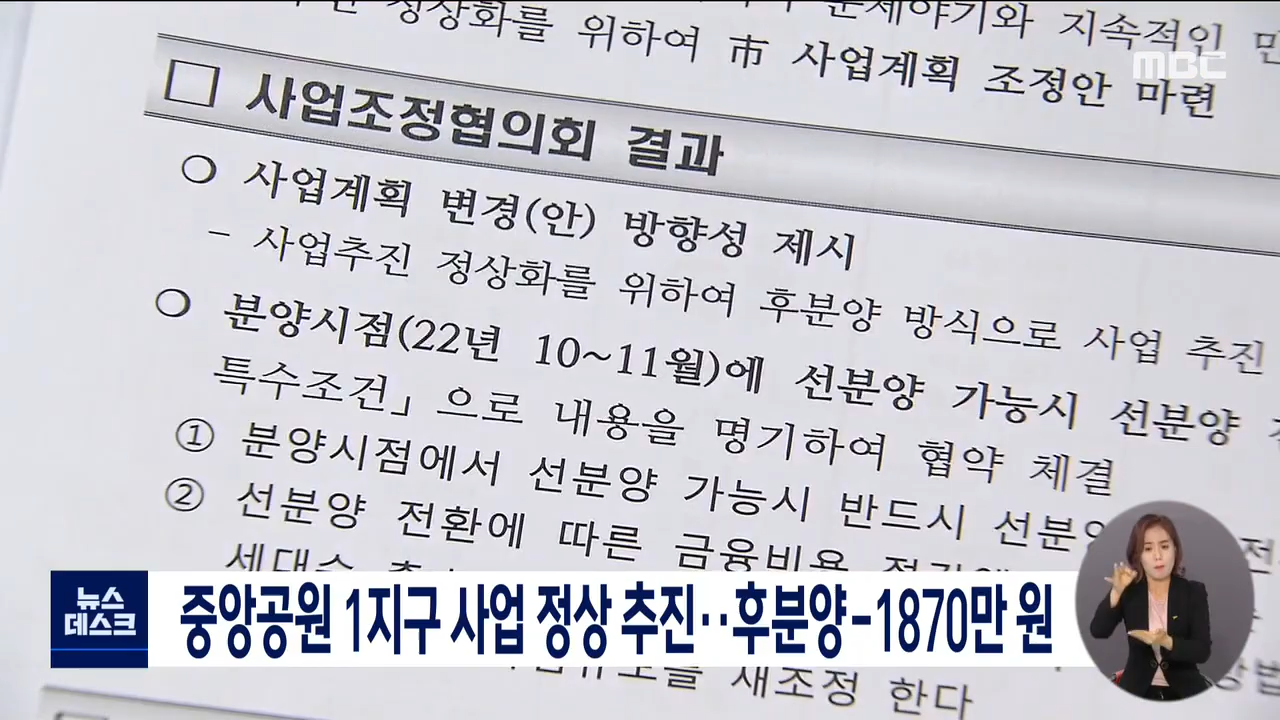 정상화를 위하여 市 사업계획 조정안 마련
지속적인
MBC
□ 사업조정협의회 결과
○ 사업계획 변경(안) 방향성 제시
- 사업추진 정상화를 위하여 후분양 방식으로 사업 추진
○ 분양시점(22년 10~11월)에 선분양 가능시 선분양
특수조건」으로 내용을 명기하여 협약 체결
① 분양시점에서 선분양 가능시 반드시
② 선분양 전환에 따른 금융비용
뉴스
데스크
중앙공원 1지구 사업 정상 추진‥후분양-1870만 원
재조정 한다